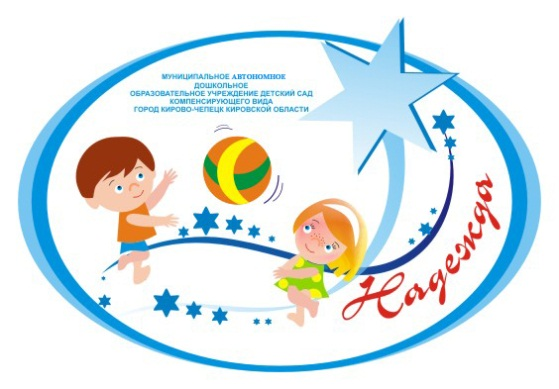 МУНИЦИПАЛЬНОЕ АВТОНОМНОЕ
ДОШКОЛЬНОЕ
ОБРАЗОВАТЕЛЬНОЕ УЧРЕЖДЕНИЕ ДЕТСКИЙ САД
КОМПЕНСИРУЮЩЕГО ВИДА
ГОРОД КИРОВО-ЧЕПЕЦК КИРОВСКОЙ ОБЛАСТИ
Надежда